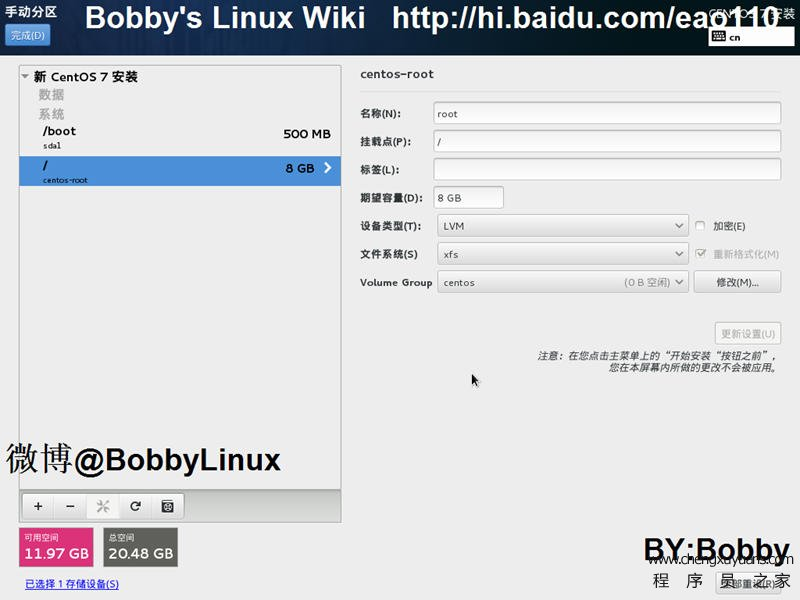 手动分区
Bobby's Linux Wiki http://hi.baidu.com/eao110
CENTOS 7 安装
完成(D)
cn
新 CentOS 7 安装
数据
系统
/boot 500 MB
sda1
/ 8 GB
centos-root
centos-root
名称(N): root
挂载点(P): /
标签(L):
期望容量(D): 8 GB
设备类型(T): LVM 加密(E)
文件系统(S) xfs 重新格式化(M)
Volume Group centos (0 B 空闲) 修改(M)...
更新设置(U)
注意：在您点击主菜单上的“开始安装“按钮之前”，
您在本屏幕内所做的更改不会被应用。
微博@BobbyLinux
可用空间
11.97 GB
总空间
20.48 GB
已选择 1 存储设备(S)
BY:Bobby
www.chengxuyuans.com
程序员之家